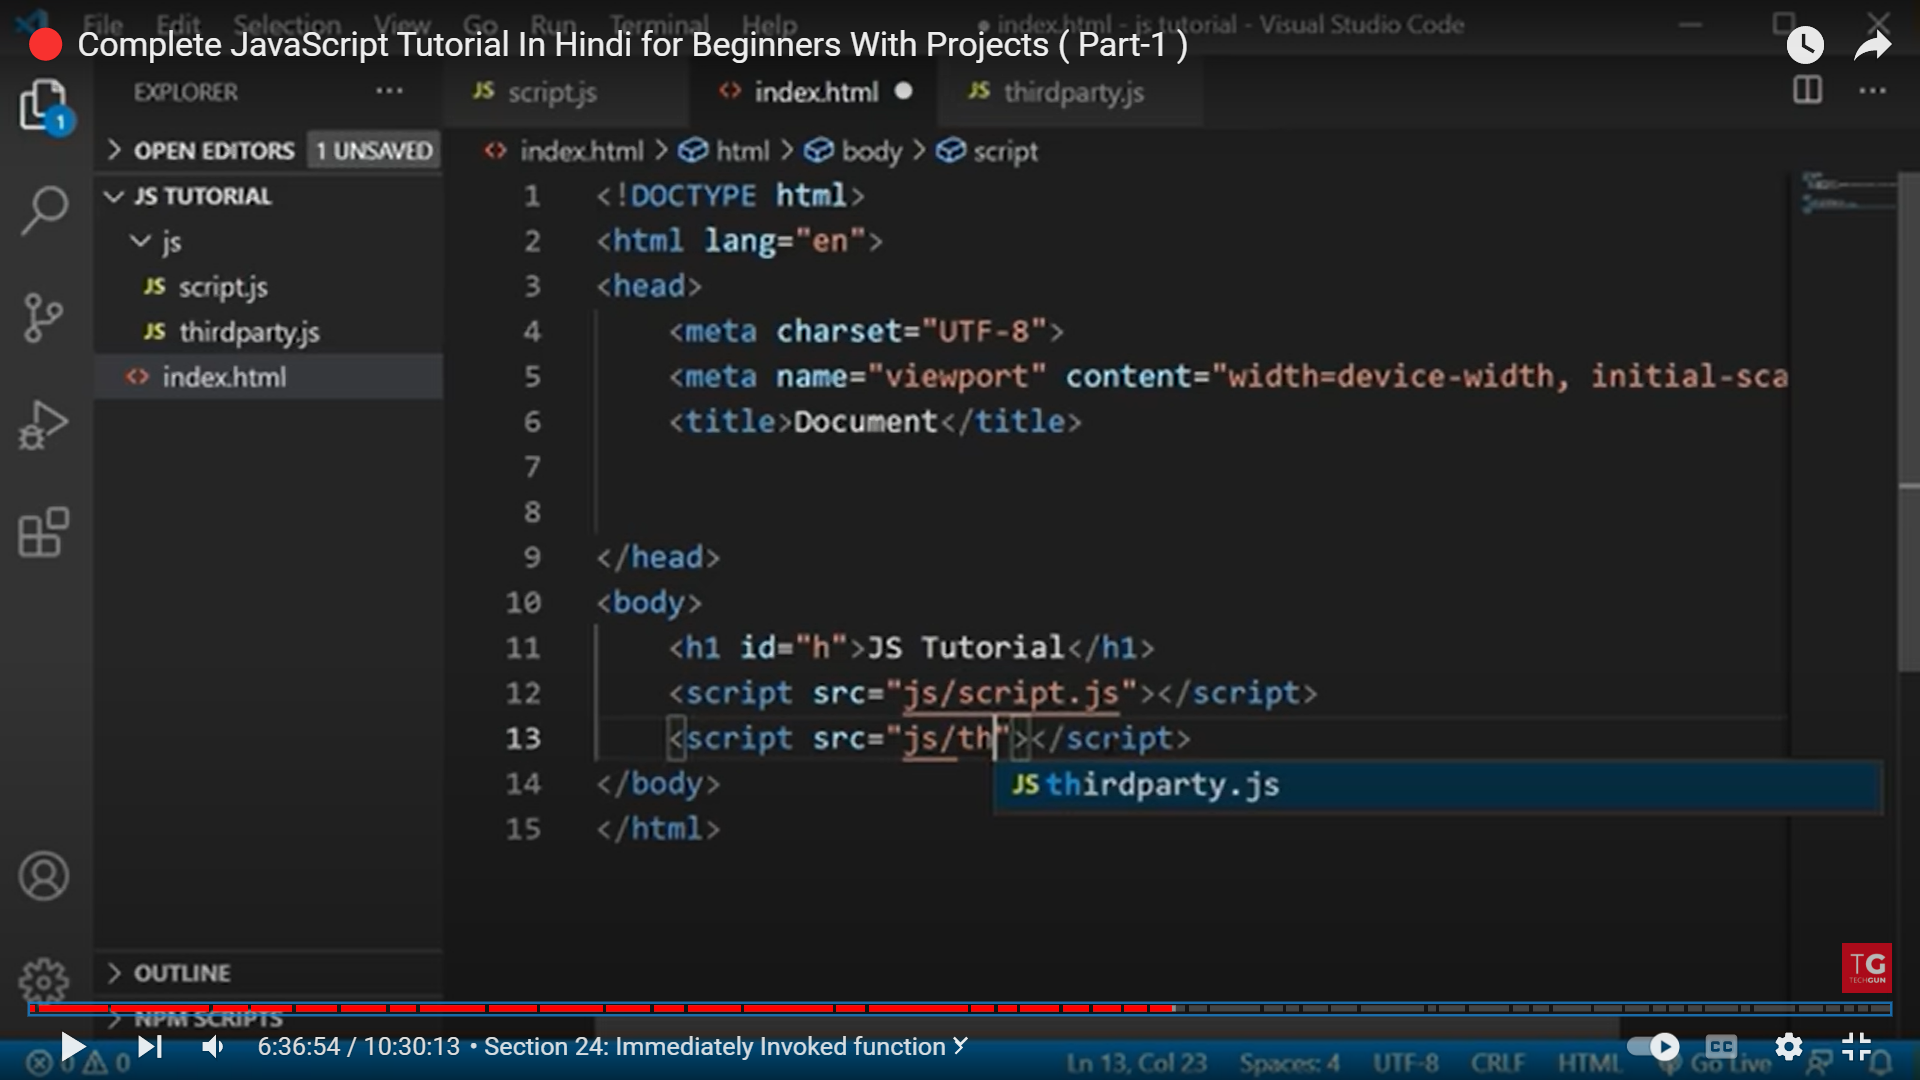 File Edit Selection View Go Run Terminal Help ● index.html - js tutorial - Visual Studio Code
Complete JavaScript Tutorial In Hindi for Beginners With Projects ( Part-1 )
EXPLORER ··· JS script.js <> index.html ● JS thirdparty.js ···
1
> OPEN EDITORS 1 UNSAVED
<> index.html > html > body > script
JS TUTORIAL
js
JS script.js
JS thirdparty.js
<> index.html
1 <!DOCTYPE html>
2 <html lang="en">
3 <head>
4 <meta charset="UTF-8">
5 <meta name="viewport" content="width=device-width, initial-sca
6 <title>Document</title>
7
8
9 </head>
10 <body>
11 <h1 id="h">JS Tutorial</h1>
12 <script src="js/script.js"></script>
13 <script src="js/th"></script>
JS thirdparty.js
14 </body>
15 </html>
> OUTLINE
TG
TECHGUN
> NPM SCRIPTS
6:36:54 / 10:30:13 • Section 24: Immediately Invoked function
CC
0 0 Ln 13, Col 23 Spaces: 4 UTF-8 CRLF HTML Go Live